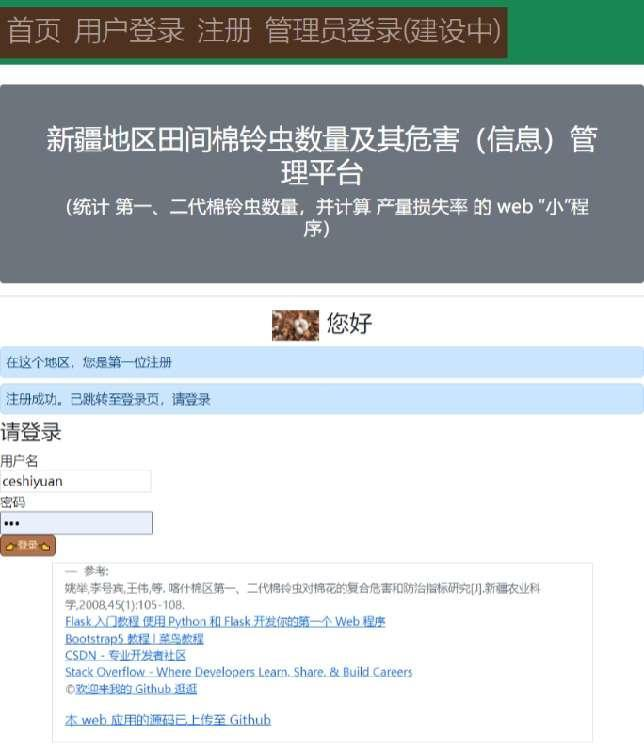 首页 用户登录 注册 管理员登录(建设中)
新疆地区田间棉铃虫数量及其危害（信息）管
理平台
（统计 第一、二代棉铃虫数量，并计算 产量损失率 的 web “小”程
序）
您好
在这个地区，您是第一位注册
注册成功。已跳转至登录页，请登录
请登录
用户名
ceshiyuan
密码
•••
登录
— 参考:
姚举,李号宾,王伟,等. 喀什棉区第一、二代棉铃虫对棉花的复合危害和防治指标研究[J].新疆农业科
学,2008,45(1):105-108.
Flask 入门教程 使用 Python 和 Flask 开发你的第一个 Web 程序
Bootstrap5 教程 | 菜鸟教程
CSDN - 专业开发者社区
Stack Overflow - Where Developers Learn, Share, & Build Careers
©欢迎来我的 Github 逛逛
本 web 应用的源码已上传至 Github